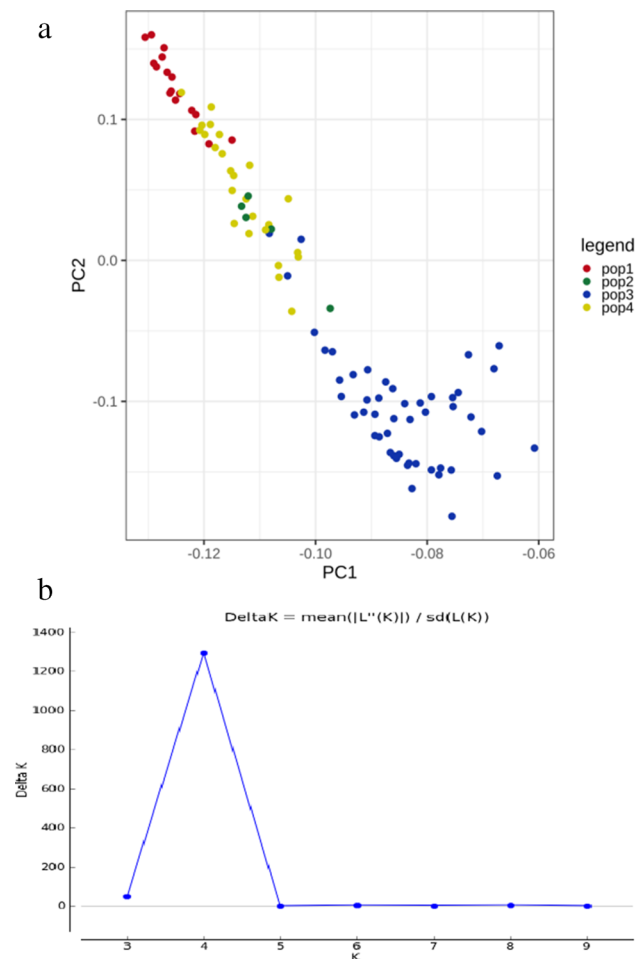 a
0.1
0.0
-0.1
PC2
-0.12
-0.10
-0.08
-0.06
PC1
legend
pop1
pop2
pop3
pop4
b
DeltaK = mean(|L"(K)|) / sd(L(K))
1400
1200
1000
800
600
400
200
0
Delta K
3
4
5
6
7
8
9
K